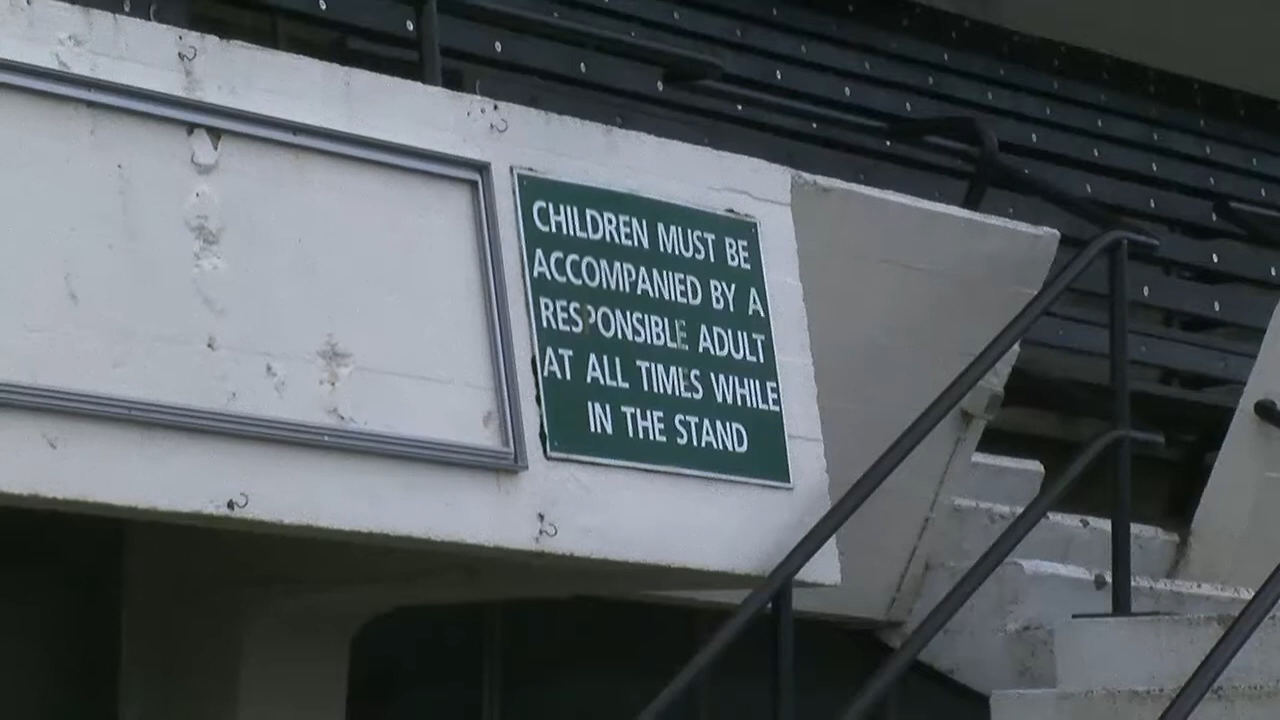 CHILDREN MUST BE
ACCOMPANIED BY A
RESPONSIBLE ADULT
AT ALL TIMES WHILE
IN THE STAND